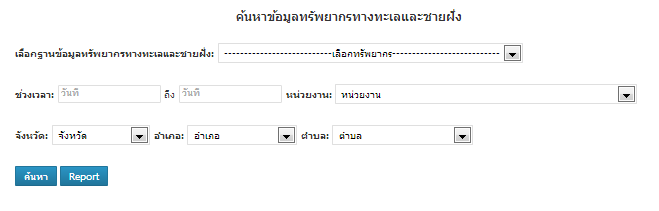 ค้นหาข้อมูลทรัพยากรทางทะเลและชายฝั่ง
เลือกฐานข้อมูลทรัพยากรทางทะเลและชายฝั่ง: ----------------------------เลือกทรัพยากร----------------------------
ช่วงเวลา: วันที่ ถึง วันที่ หน่วยงาน: หน่วยงาน
จังหวัด: จังหวัด อำเภอ: อำเภอ ตำบล: ตำบล
ค้นหา Report